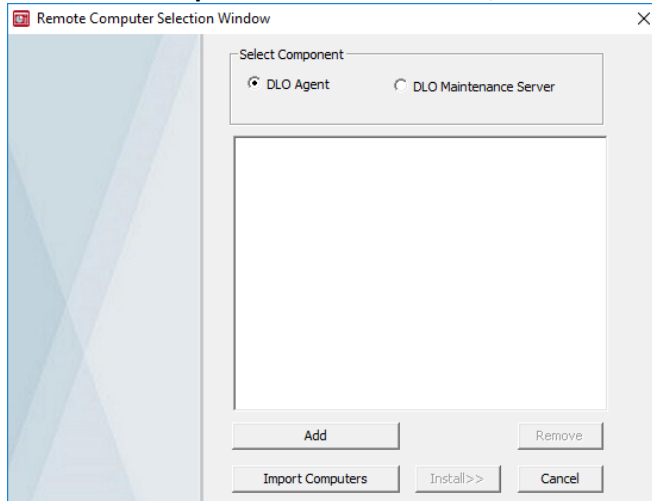 Remote Computer Selection Window
Select Component
DLO Agent
DLO Maintenance Server
Add
Remove
Import Computers
Install>>
Cancel